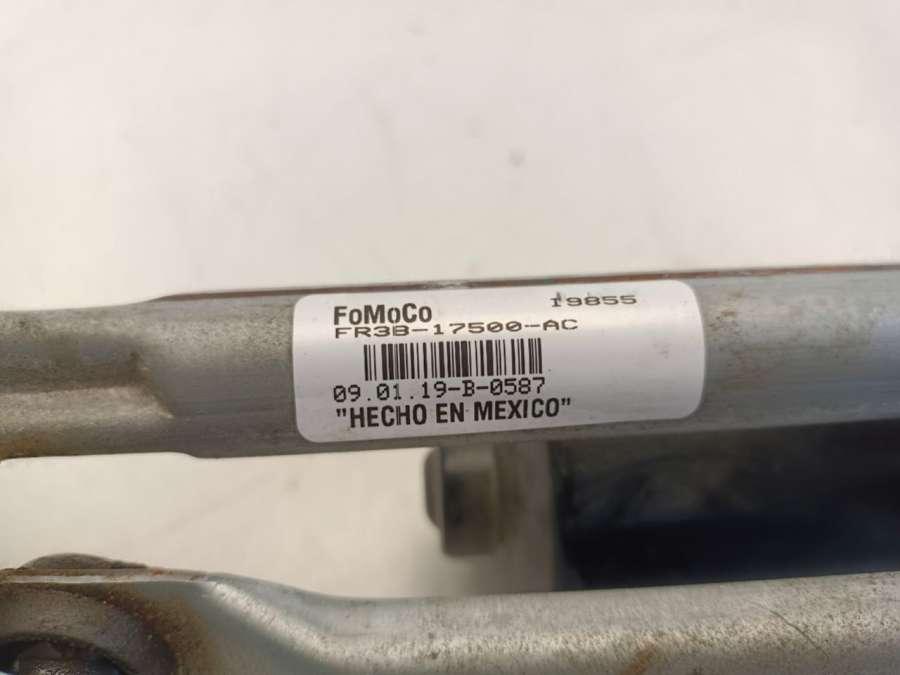 FoMoCo 19855
FR3B-17500-AC
09.01.19-B-0587
"HECHO EN MEXICO"